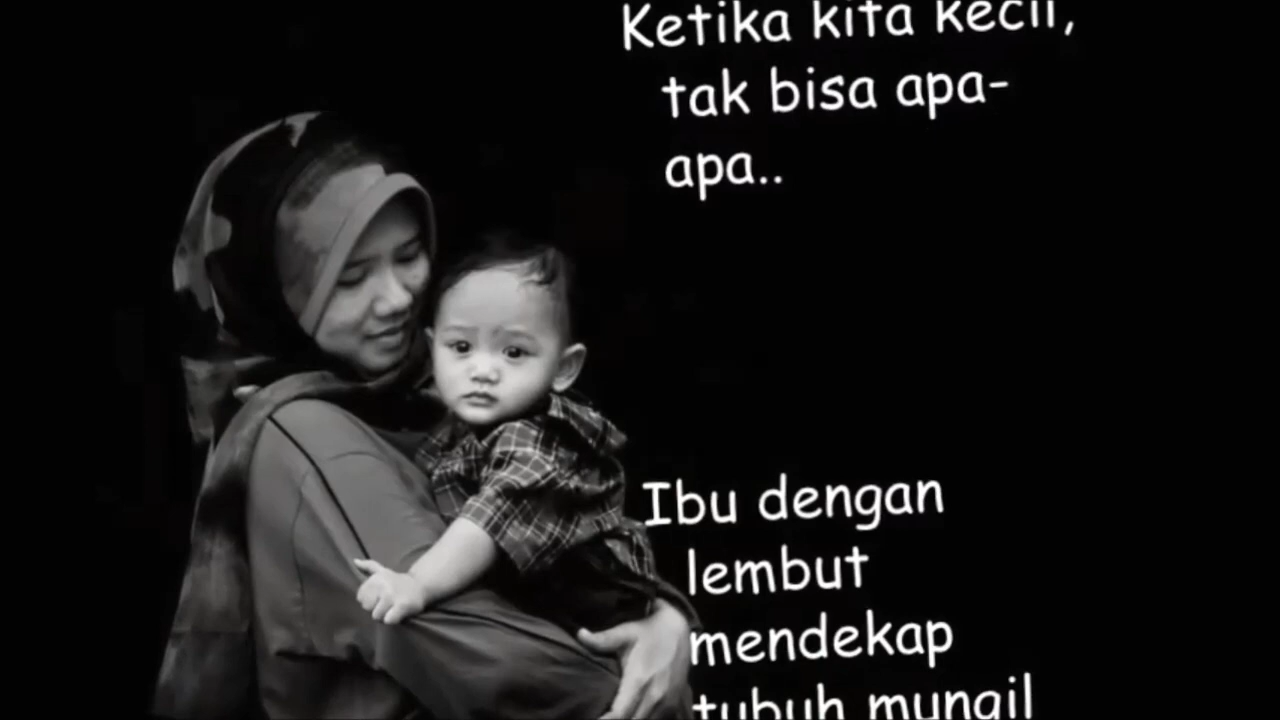 Ketika kita kecil,
tak bisa apa-
apa..
Ibu dengan
lembut
mendekap
tubuh mungil